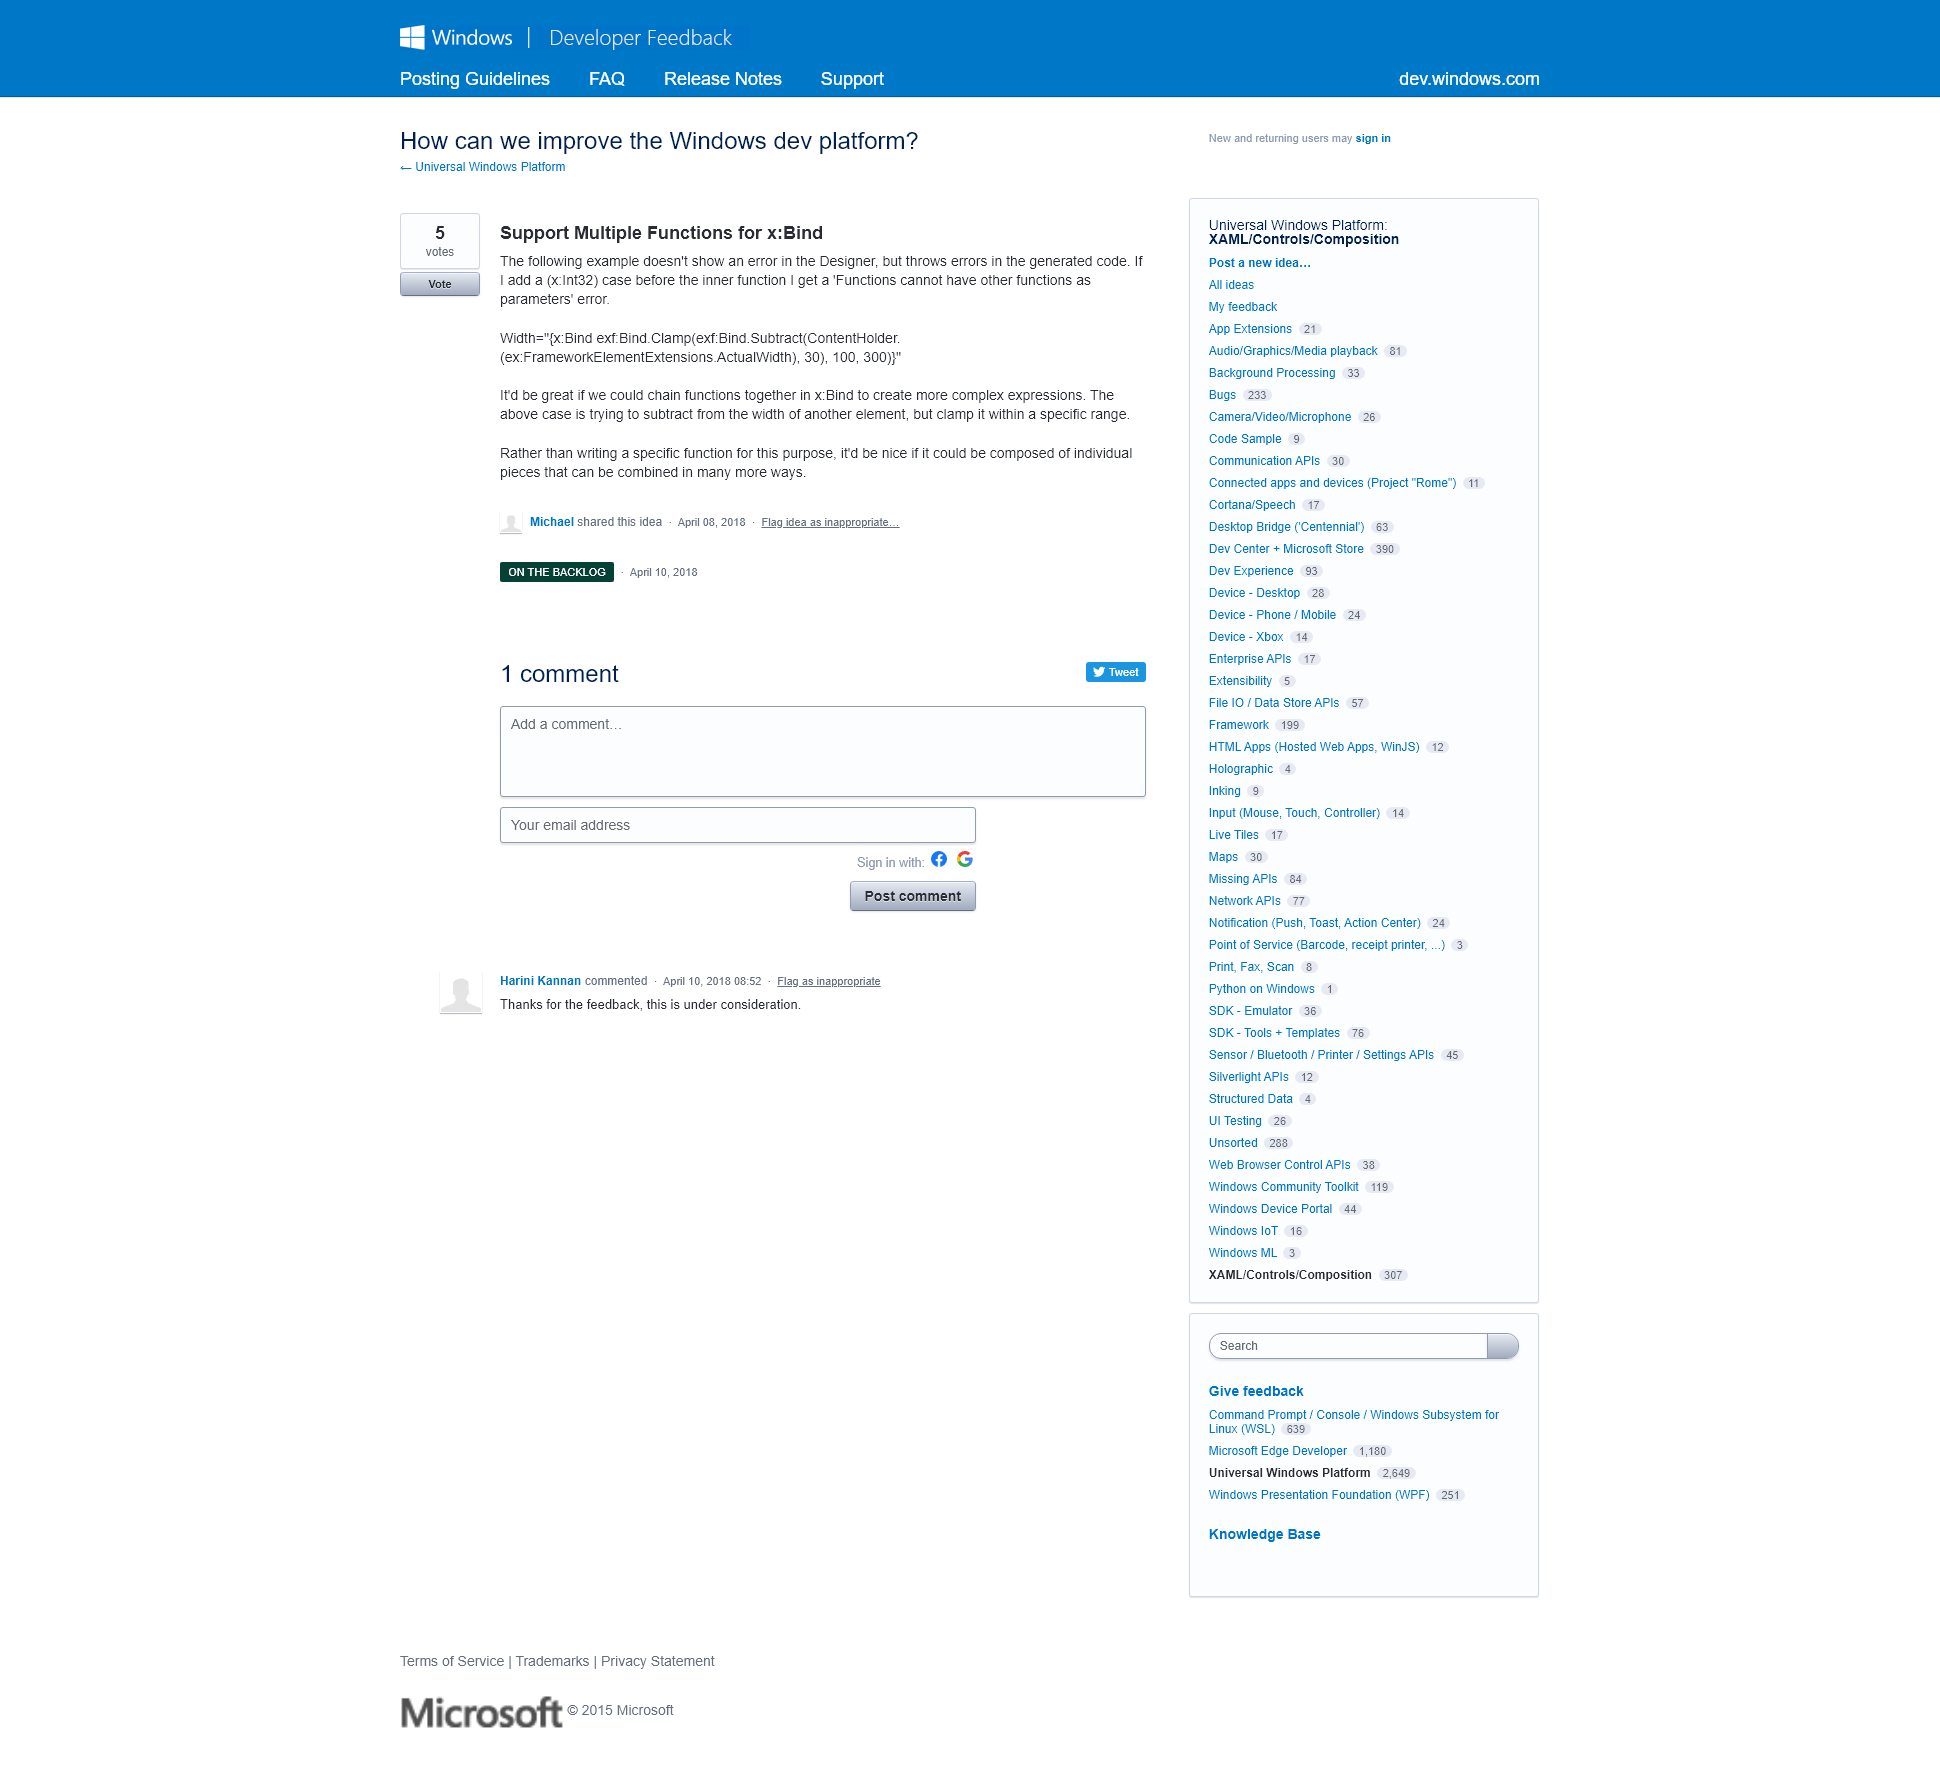 Windows | Developer Feedback
Posting Guidelines FAQ Release Notes Support dev.windows.com
How can we improve the Windows dev platform?
← Universal Windows Platform
New and returning users may sign in
5
votes
Vote
Support Multiple Functions for x:Bind
The following example doesn't show an error in the Designer, but throws errors in the generated code. If
I add a (x:Int32) case before the inner function I get a 'Functions cannot have other functions as
parameters' error.
Width="{x:Bind exf:Bind.Clamp(exf:Bind.Subtract(ContentHolder.
(ex:FrameworkElementExtensions.ActualWidth), 30), 100, 300)}"
It'd be great if we could chain functions together in x:Bind to create more complex expressions. The
above case is trying to subtract from the width of another element, but clamp it within a specific range.
Rather than writing a specific function for this purpose, it'd be nice if it could be composed of individual
pieces that can be combined in many more ways.
Michael shared this idea · April 08, 2018 · Flag idea as inappropriate…
ON THE BACKLOG · April 10, 2018
1 comment
Tweet
Add a comment…
Your email address
Sign in with:
Post comment
Harini Kannan commented · April 10, 2018 08:52 · Flag as inappropriate
Thanks for the feedback, this is under consideration.
Universal Windows Platform:
XAML/Controls/Composition
Post a new idea…
All ideas
My feedback
App Extensions 21
Audio/Graphics/Media playback 81
Background Processing 33
Bugs 233
Camera/Video/Microphone 26
Code Sample 9
Communication APIs 30
Connected apps and devices (Project "Rome") 11
Cortana/Speech 17
Desktop Bridge ('Centennial') 63
Dev Center + Microsoft Store 390
Dev Experience 93
Device - Desktop 28
Device - Phone / Mobile 24
Device - Xbox 14
Enterprise APIs 17
Extensibility 5
File IO / Data Store APIs 57
Framework 199
HTML Apps (Hosted Web Apps, WinJS) 12
Holographic 4
Inking 9
Input (Mouse, Touch, Controller) 14
Live Tiles 17
Maps 30
Missing APIs 84
Network APIs 77
Notification (Push, Toast, Action Center) 24
Point of Service (Barcode, receipt printer, ...) 3
Print, Fax, Scan 8
Python on Windows 1
SDK - Emulator 36
SDK - Tools + Templates 76
Sensor / Bluetooth / Printer / Settings APIs 45
Silverlight APIs 12
Structured Data 4
UI Testing 26
Unsorted 288
Web Browser Control APIs 38
Windows Community Toolkit 119
Windows Device Portal 44
Windows IoT 16
Windows ML 3
XAML/Controls/Composition 307
Search
Give feedback
Command Prompt / Console / Windows Subsystem for
Linux (WSL) 639
Microsoft Edge Developer 1,180
Universal Windows Platform 2,649
Windows Presentation Foundation (WPF) 251
Knowledge Base
Terms of Service | Trademarks | Privacy Statement
Microsoft © 2015 Microsoft